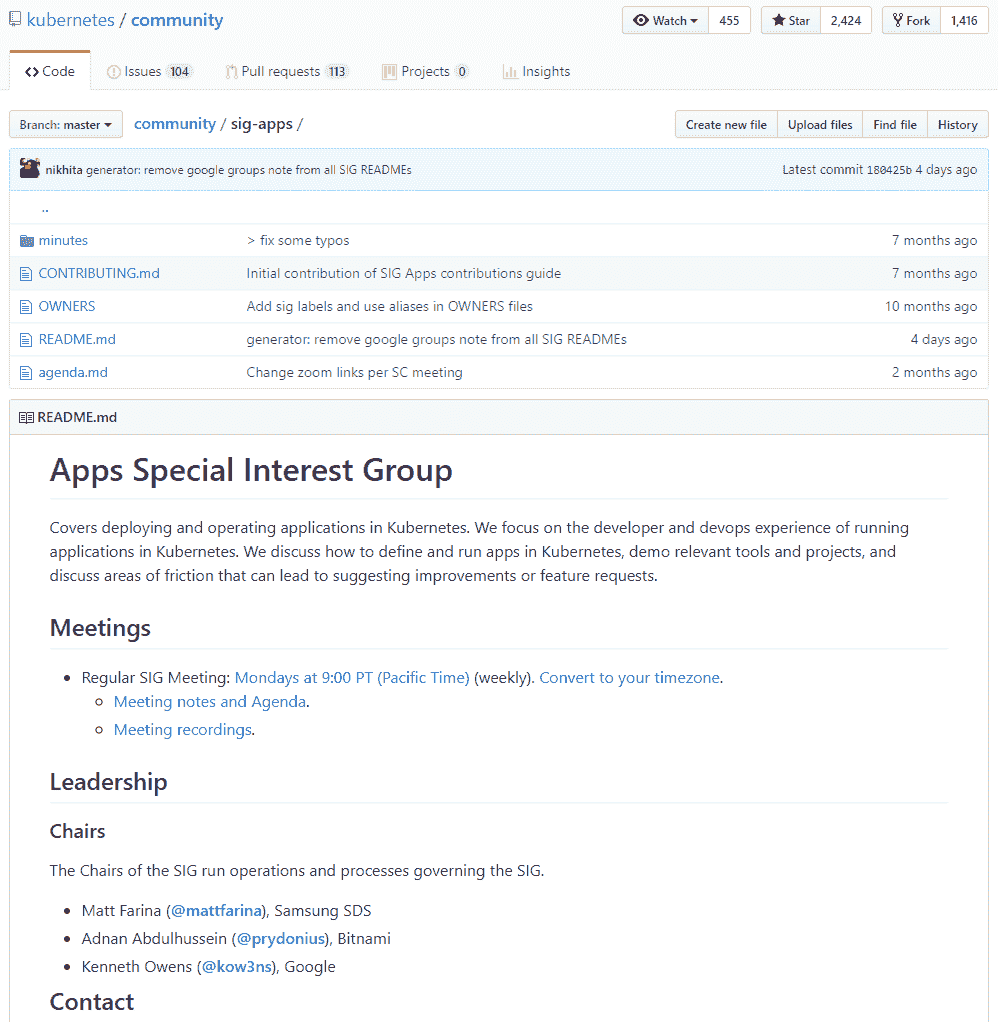 kubernetes / community
Watch 455 Star 2,424 Fork 1,416
Code Issues 104 Pull requests 113 Projects 0 Insights
Branch: master community / sig-apps / Create new file Upload files Find file History
nikhita generator: remove google groups note from all SIG READMEs Latest commit 180425b 4 days ago
..
minutes > fix some typos 7 months ago
CONTRIBUTING.md Initial contribution of SIG Apps contributions guide 7 months ago
OWNERS Add sig labels and use aliases in OWNERS files 10 months ago
README.md generator: remove google groups note from all SIG READMEs 4 days ago
agenda.md Change zoom links per SC meeting 2 months ago
README.md
Apps Special Interest Group
Covers deploying and operating applications in Kubernetes. We focus on the developer and devops experience of running
applications in Kubernetes. We discuss how to define and run apps in Kubernetes, demo relevant tools and projects, and
discuss areas of friction that can lead to suggesting improvements or feature requests.
Meetings
• Regular SIG Meeting: Mondays at 9:00 PT (Pacific Time) (weekly). Convert to your timezone.
◦ Meeting notes and Agenda.
◦ Meeting recordings.
Leadership
Chairs
The Chairs of the SIG run operations and processes governing the SIG.
• Matt Farina (@mattfarina), Samsung SDS
• Adnan Abdulhussein (@prydonius), Bitnami
• Kenneth Owens (@kow3ns), Google
Contact